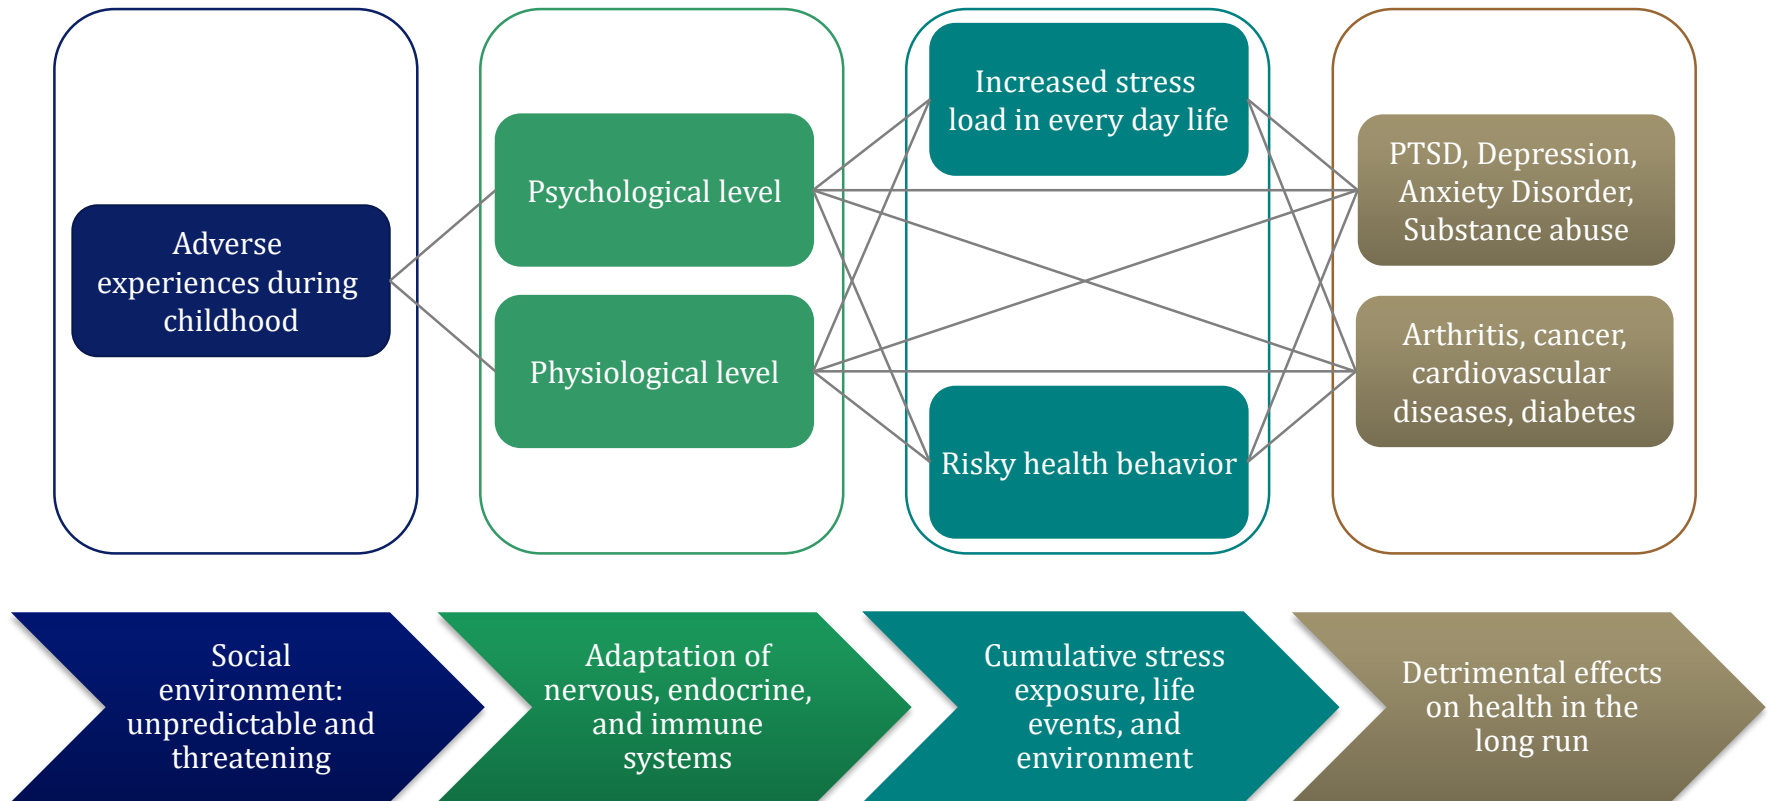 Adverse
experiences during
childhood
Psychological level
Physiological level
Increased stress
load in every day life
Risky health behavior
PTSD, Depression,
Anxiety Disorder,
Substance abuse
Arthritis, cancer,
cardiovascular
diseases, diabetes
Social
environment:
unpredictable and
threatening
Adaptation of
nervous, endocrine,
and immune
systems
Cumulative stress
exposure, life
events, and
environment
Detrimental effects
on health in the
long run